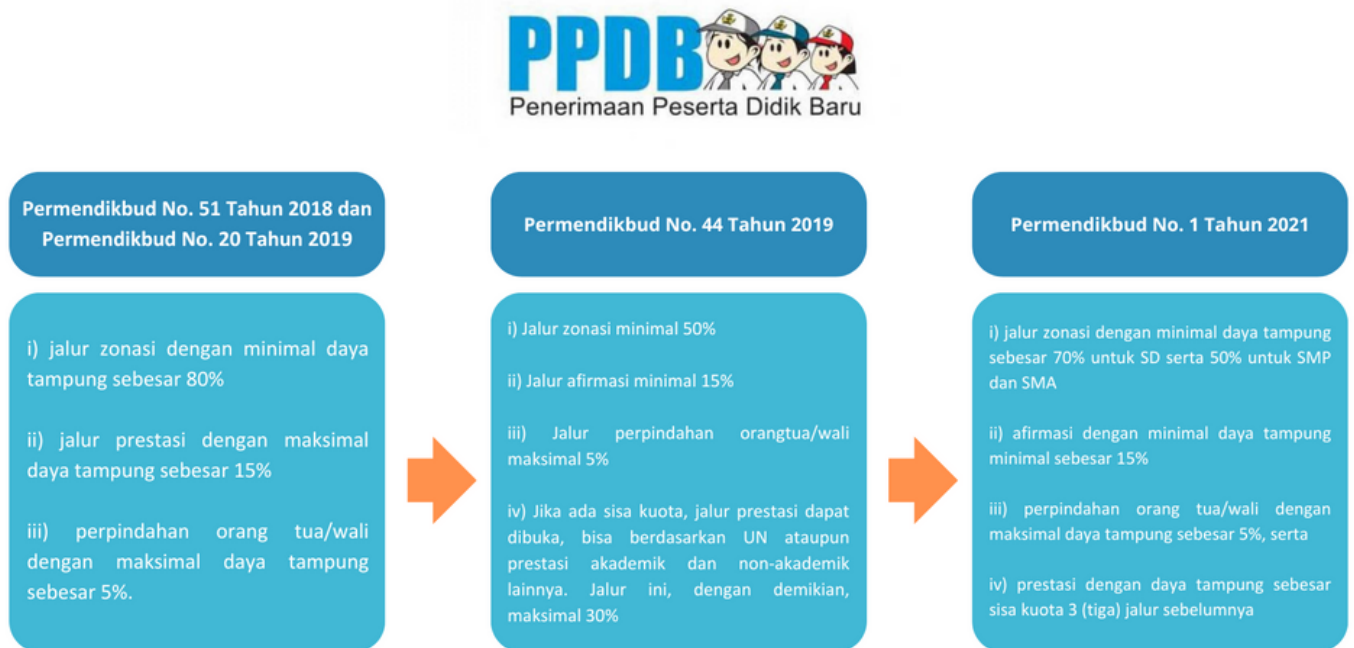 PPDB
Penerimaan Peserta Didik Baru
Permendikbud No. 51 Tahun 2018 dan
Permendikbud No. 20 Tahun 2019
i) jalur zonasi dengan minimal daya
tampung sebesar 80%
ii) jalur prestasi dengan maksimal
daya tampung sebesar 15%
iii) perpindahan orang tua/wali
dengan maksimal daya tampung
sebesar 5%.
Permendikbud No. 44 Tahun 2019
i) Jalur zonasi minimal 50%
ii) Jalur afirmasi minimal 15%
iii) Jalur perpindahan orangtua/wali
maksimal 5%
iv) Jika ada sisa kuota, jalur prestasi dapat
dibuka, bisa berdasarkan UN ataupun
prestasi akademik dan non-akademik
lainnya. Jalur ini, dengan demikian,
maksimal 30%
Permendikbud No. 1 Tahun 2021
i) jalur zonasi dengan minimal daya tampung
sebesar 70% untuk SD serta 50% untuk SMP
dan SMA
ii) afirmasi dengan minimal daya tampung
minimal sebesar 15%
iii) perpindahan orang tua/wali dengan
maksimal daya tampung sebesar 5%, serta
iv) prestasi dengan daya tampung sebesar
sisa kuota 3 (tiga) jalur sebelumnya